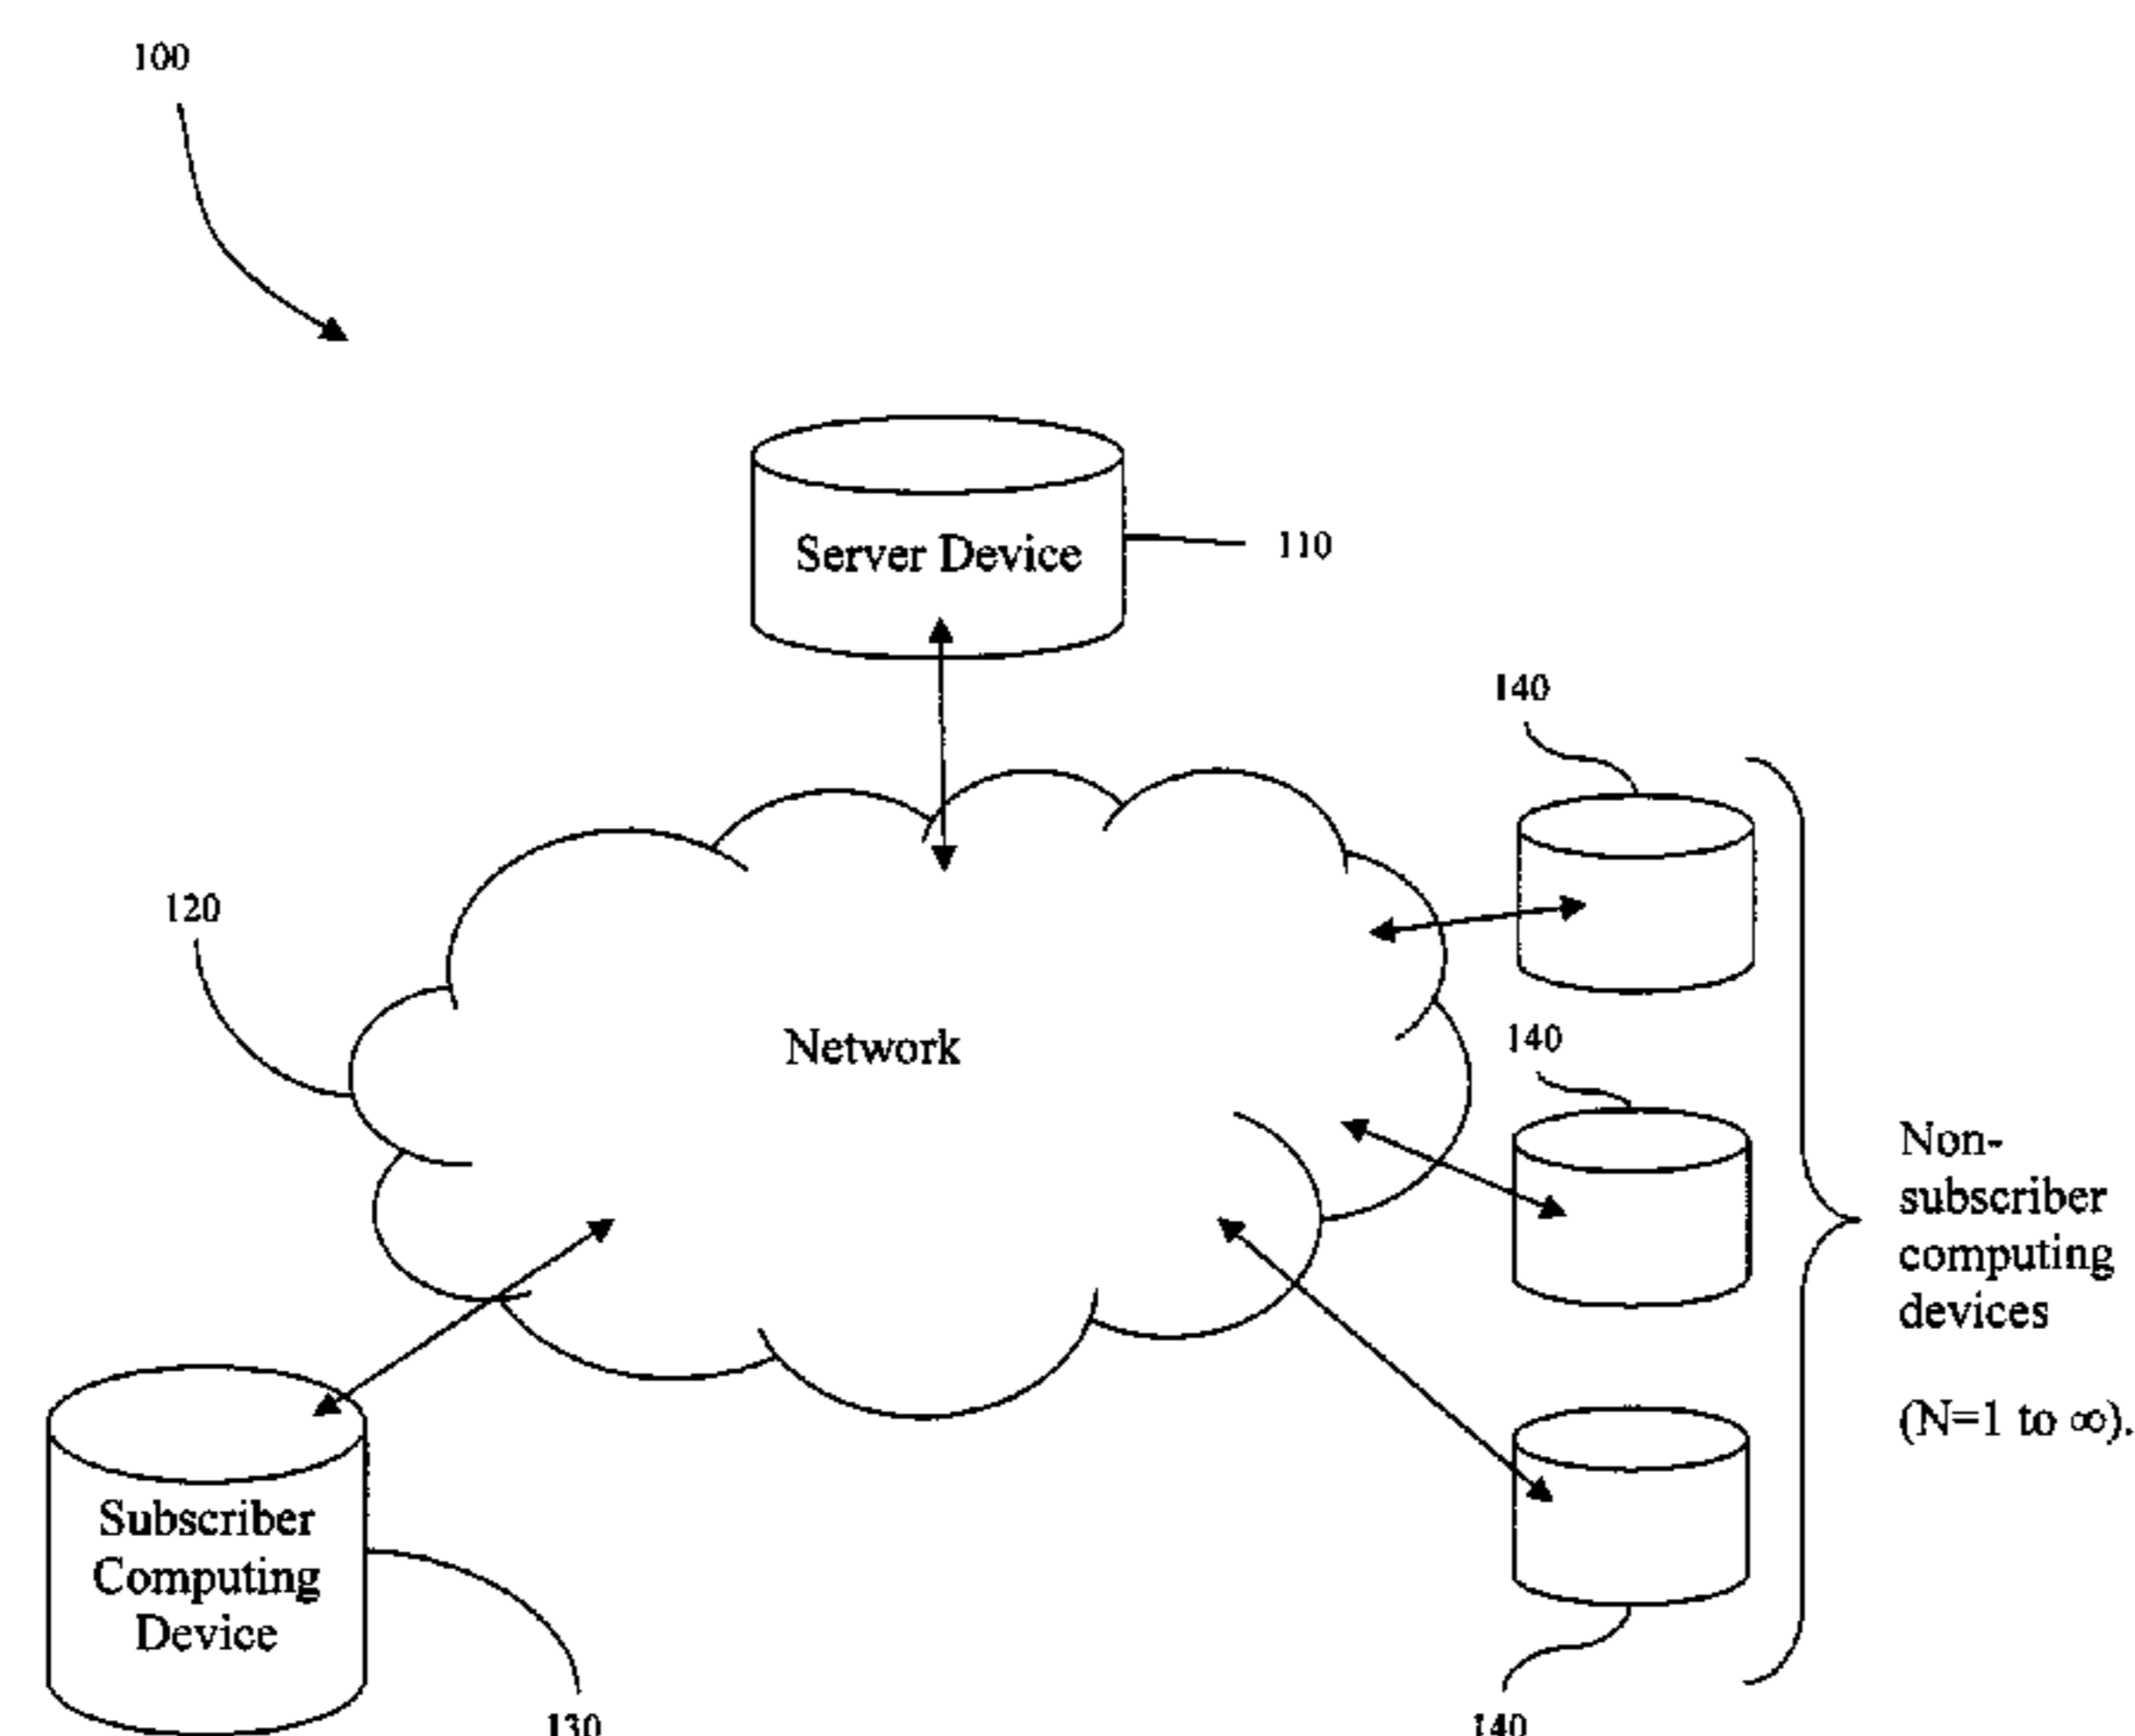 100
Server Device
110
140
120
Network
140
Non-
subscriber
computing
devices
(N=1 to ∞).
Subscriber
Computing
Device
130
140